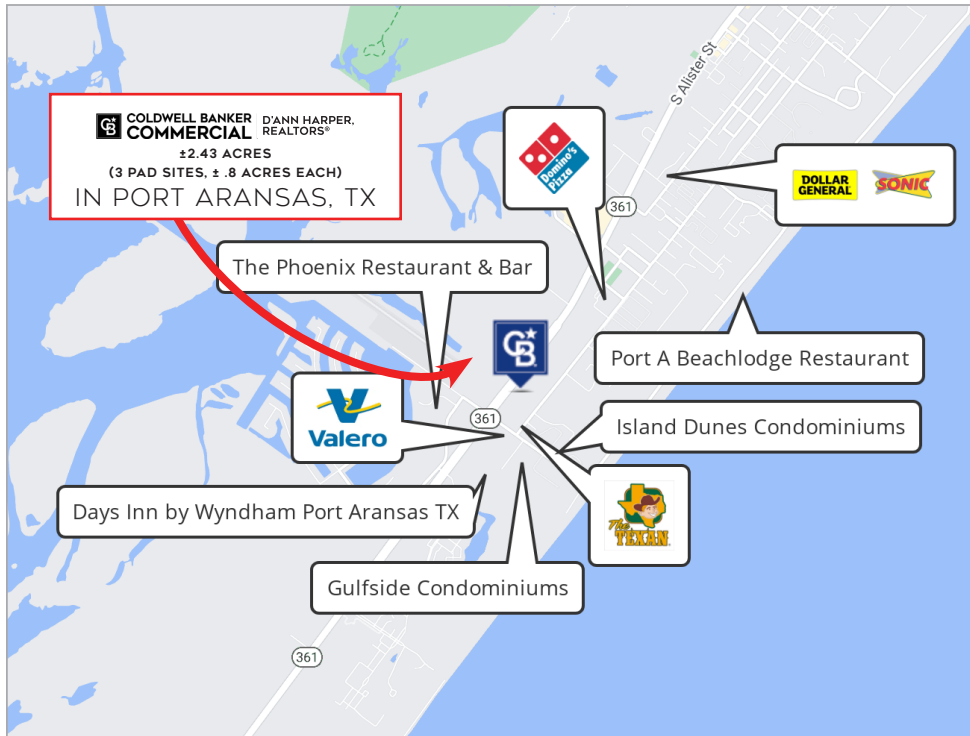 S Alister St
CB
COLDWELL BANKER
COMMERCIAL
D'ANN HARPER,
REALTORS®
±2.43 ACRES
(3 PAD SITES, ± .8 ACRES EACH)
IN PORT ARANSAS, TX
Domino's
Pizza
DOLLAR
GENERAL
SONIC
361
The Phoenix Restaurant & Bar
CB
Port A Beachlodge Restaurant
Valero
361
Island Dunes Condominiums
Days Inn by Wyndham Port Aransas TX
The
TEXAN
Gulfside Condominiums
361